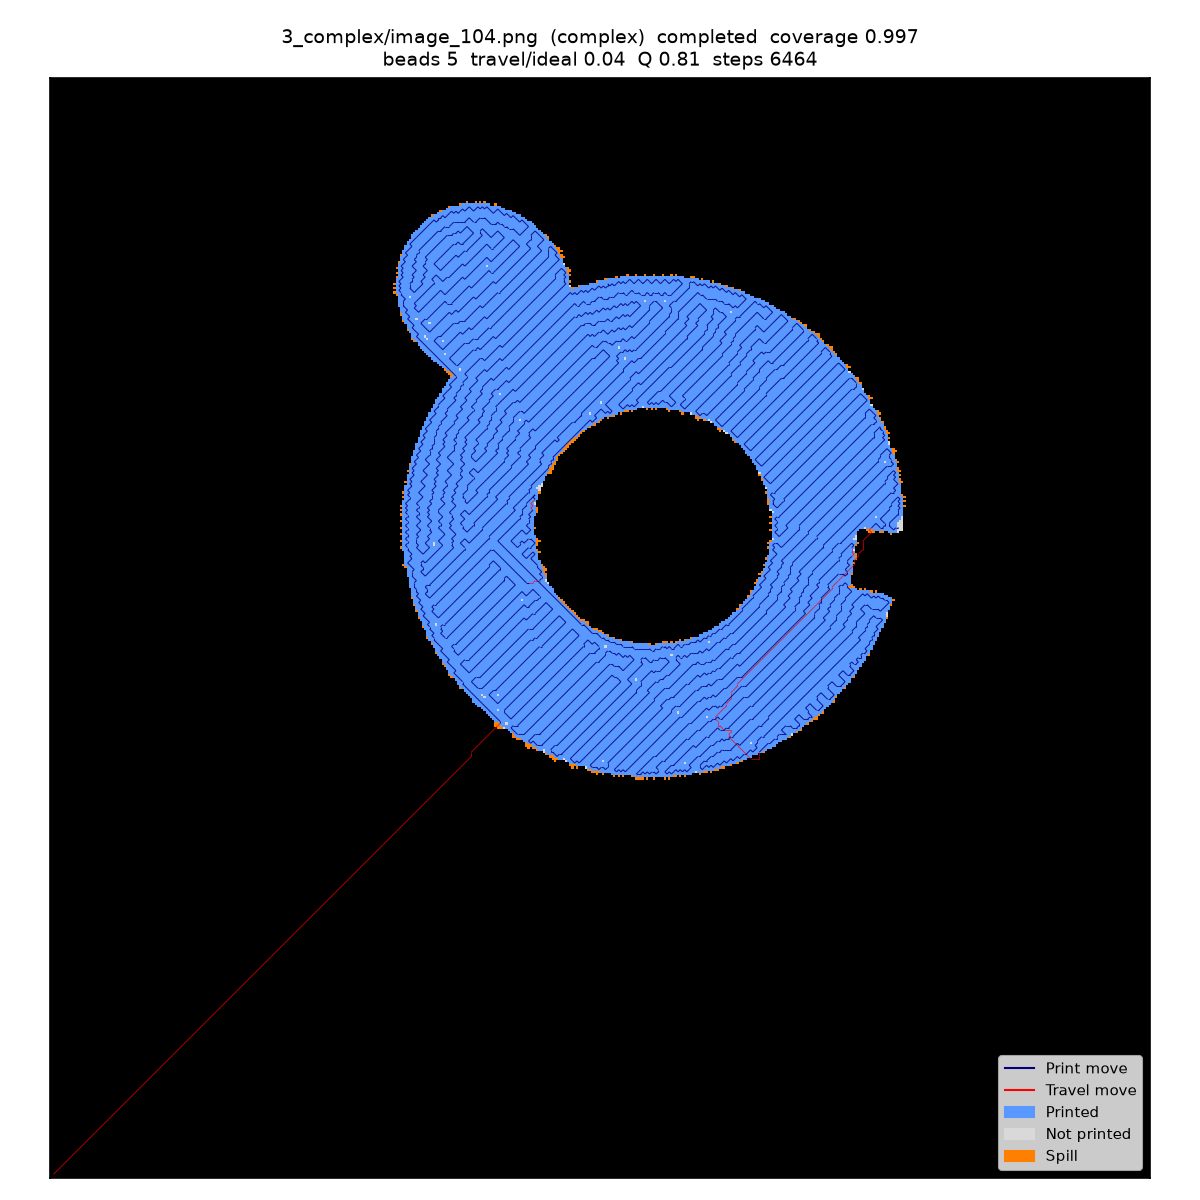 3_complex/image_104.png  (complex)  completed  coverage 0.997
beads 5  travel/ideal 0.04  Q 0.81  steps 6464
Print move
Travel move
Printed
Not printed
Spill